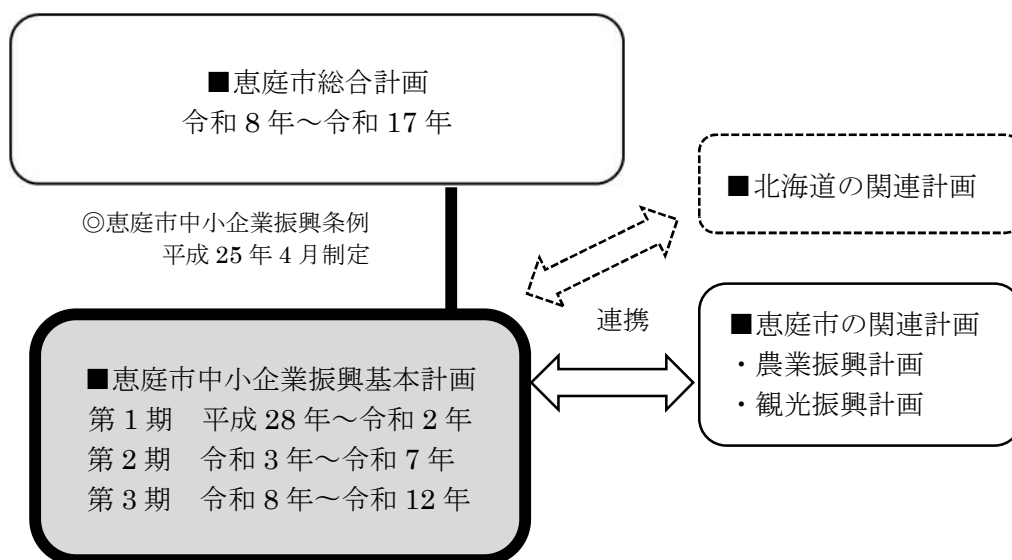 ■恵庭市総合計画
令和 8 年～令和 17 年
◎恵庭市中小企業振興条例
平成 25 年 4 月制定
■北海道の関連計画
連携
■恵庭市の関連計画
・農業振興計画
・観光振興計画
■恵庭市中小企業振興基本計画
第 1 期 平成 28 年～令和 2 年
第 2 期 令和 3 年～令和 7 年
第 3 期 令和 8 年～令和 12 年